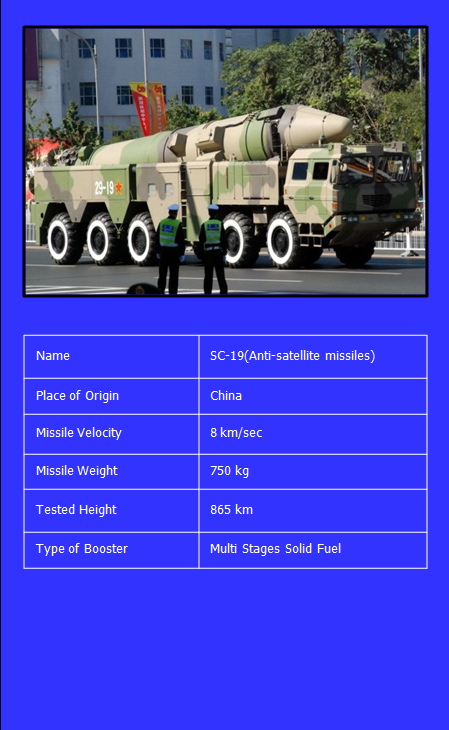 29-19
Name SC-19(Anti-satellite missiles)
Place of Origin China
Missile Velocity 8 km/sec
Missile Weight 750 kg
Tested Height 865 km
Type of Booster Multi Stages Solid Fuel